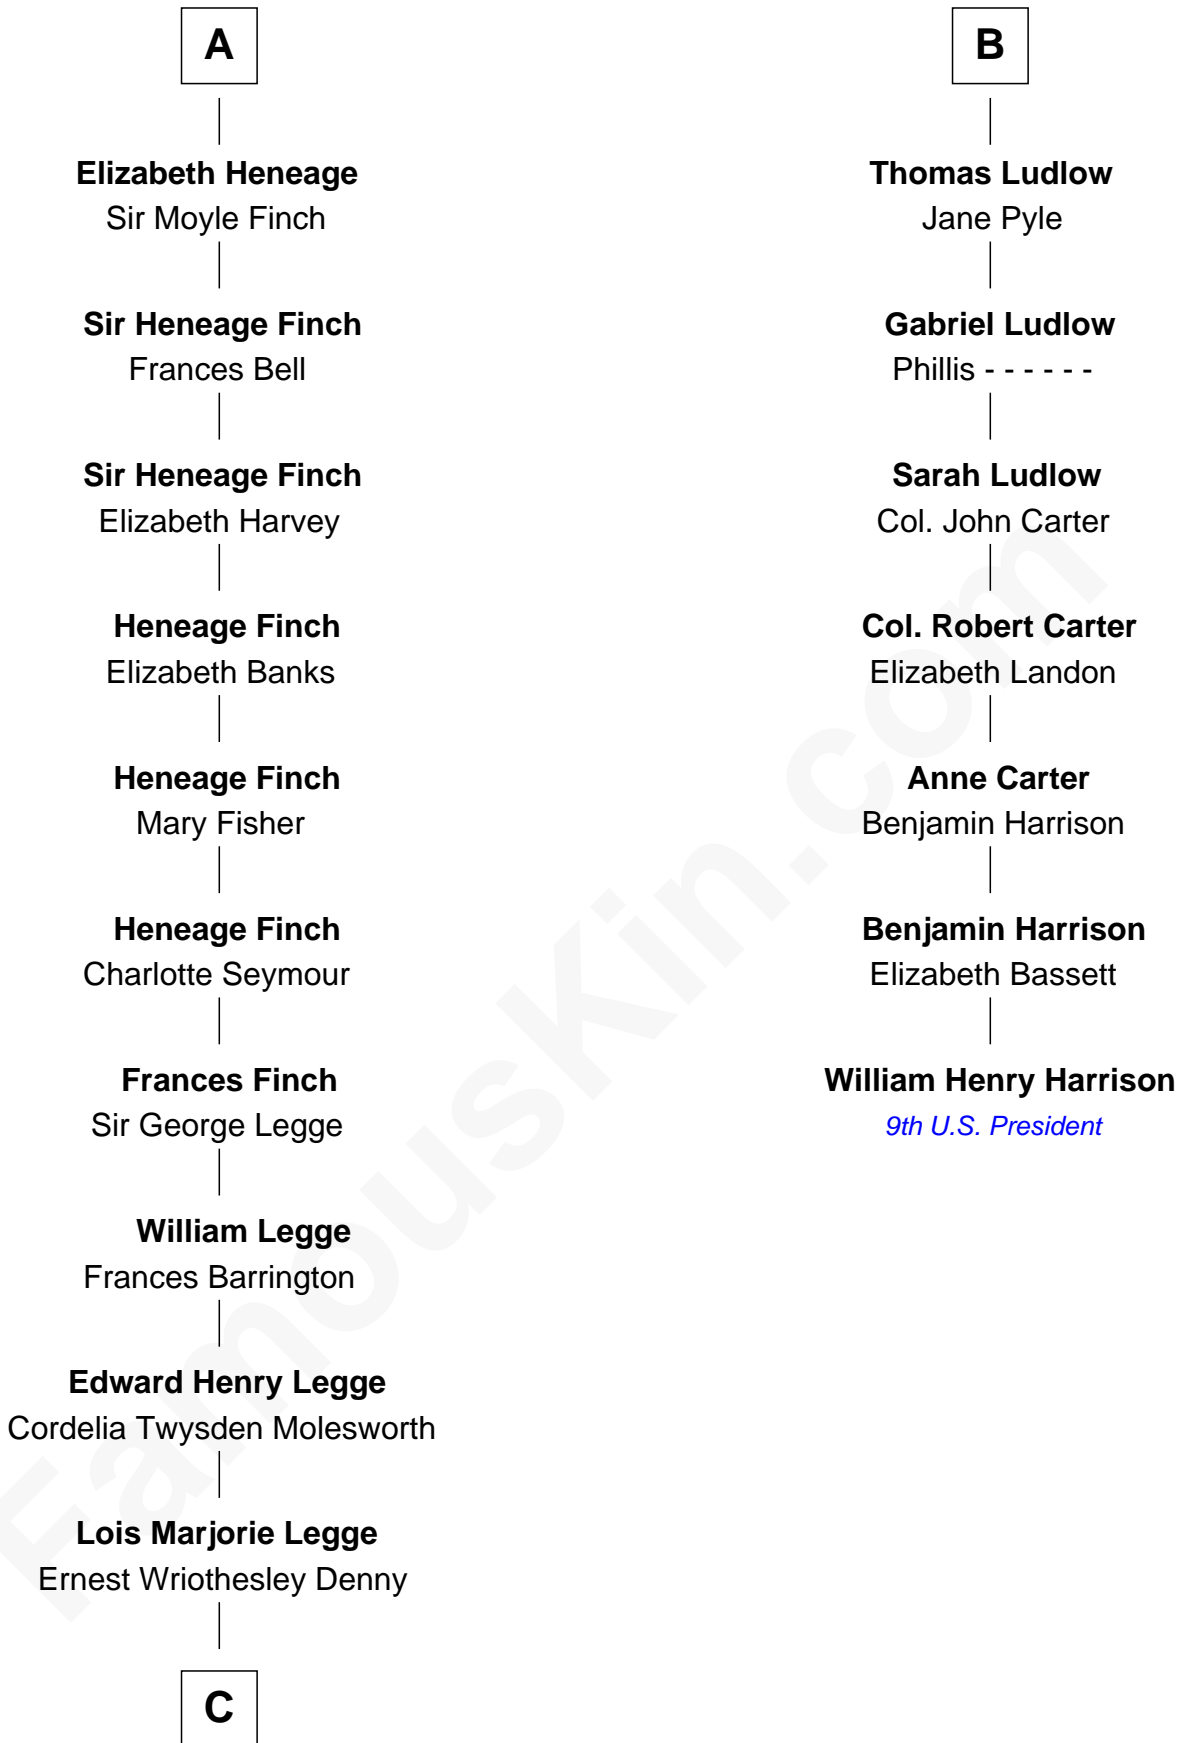 A
Elizabeth Heneage
Sir Moyle Finch
Sir Heneage Finch
Frances Bell
Sir Heneage Finch
Elizabeth Harvey
Heneage Finch
Elizabeth Banks
Heneage Finch
Mary Fisher
Heneage Finch
Charlotte Seymour
Frances Finch
Sir George Legge
William Legge
Frances Barrington
Edward Henry Legge
Cordelia Twysden Molesworth
Lois Marjorie Legge
Ernest Wriothesley Denny
C
B
Thomas Ludlow
Jane Pyle
Gabriel Ludlow
Phillis - - - - - -
Sarah Ludlow
Col. John Carter
Col. Robert Carter
Elizabeth Landon
Anne Carter
Benjamin Harrison
Benjamin Harrison
Elizabeth Bassett
William Henry Harrison
9th U.S. President
FamousKin.com